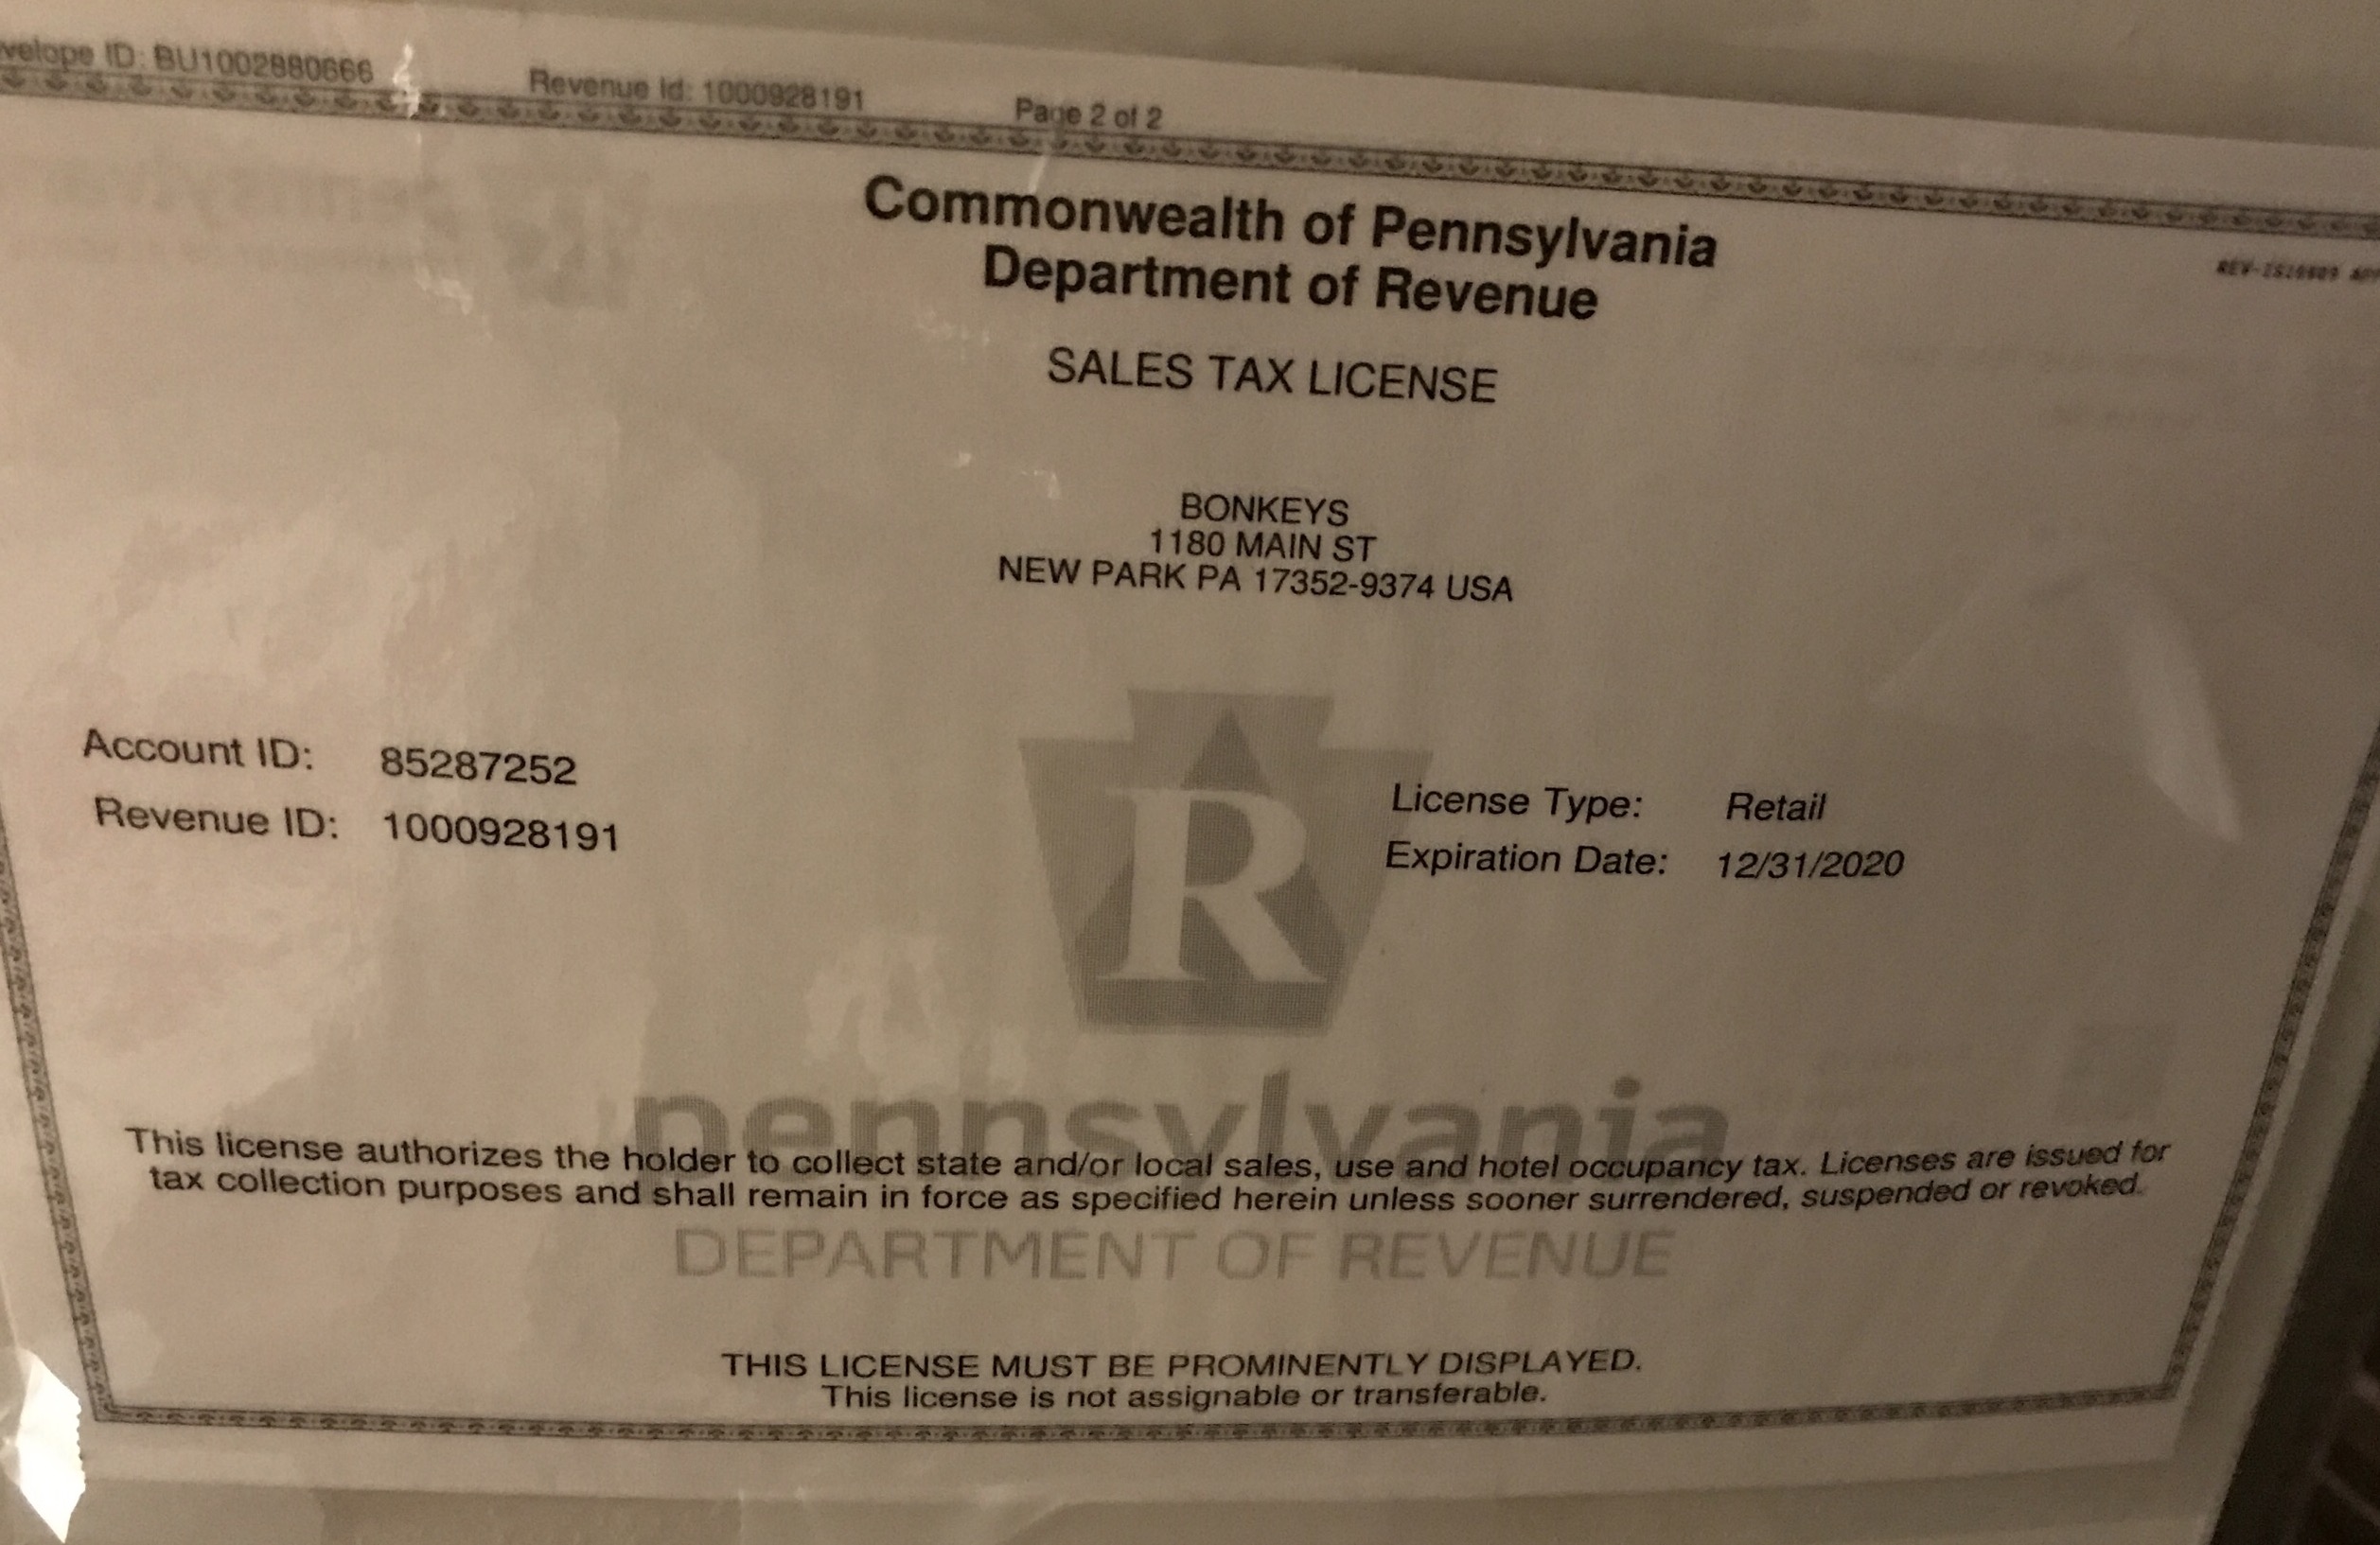 velope ID: BU1002880666 Revenue Id: 1000928191 Page 2 of 2
Commonwealth of Pennsylvania
Department of Revenue
SALES TAX LICENSE
BONKEYS
1180 MAIN ST
NEW PARK PA 17352-9374 USA
Account ID: 85287252
Revenue ID: 1000928191
License Type: Retail
Expiration Date: 12/31/2020
R
pennsylvania
This license authorizes the holder to collect state and/or local sales, use and hotel occupancy tax. Licenses are issued for
tax collection purposes and shall remain in force as specified herein unless sooner surrendered, suspended or revoked.
DEPARTMENT OF REVENUE
THIS LICENSE MUST BE PROMINENTLY DISPLAYED.
This license is not assignable or transferable.